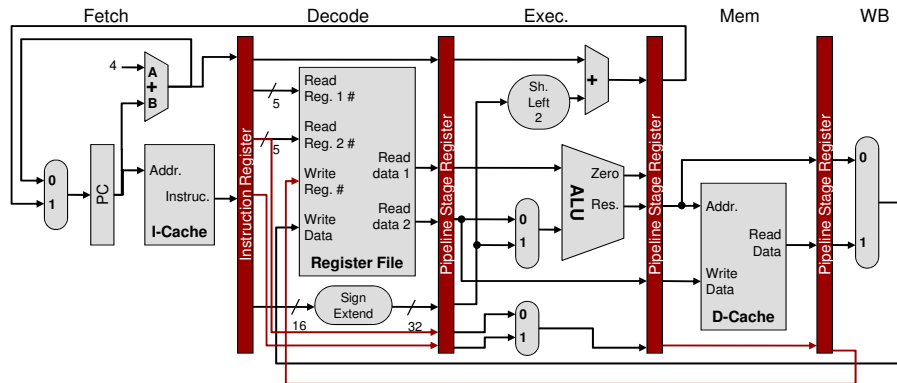 Fetch
Decode
Exec.
Mem
WB
4
A
+
B
0
1
PC
Addr.
Instruc.
I-Cache
Instruction Register
5
5
Read
Reg. 1 #
Read
Reg. 2 #
Write
Reg. #
Write
Data
Read
data 1
Read
data 2
Register File
16
Sign
Extend
32
Pipeline Stage Register
Sh.
Left
2
+
0
1
ALU
Zero
Res.
0
1
Pipeline Stage Register
Addr.
Read
Data
Write
Data
D-Cache
Pipeline Stage Register
0
1